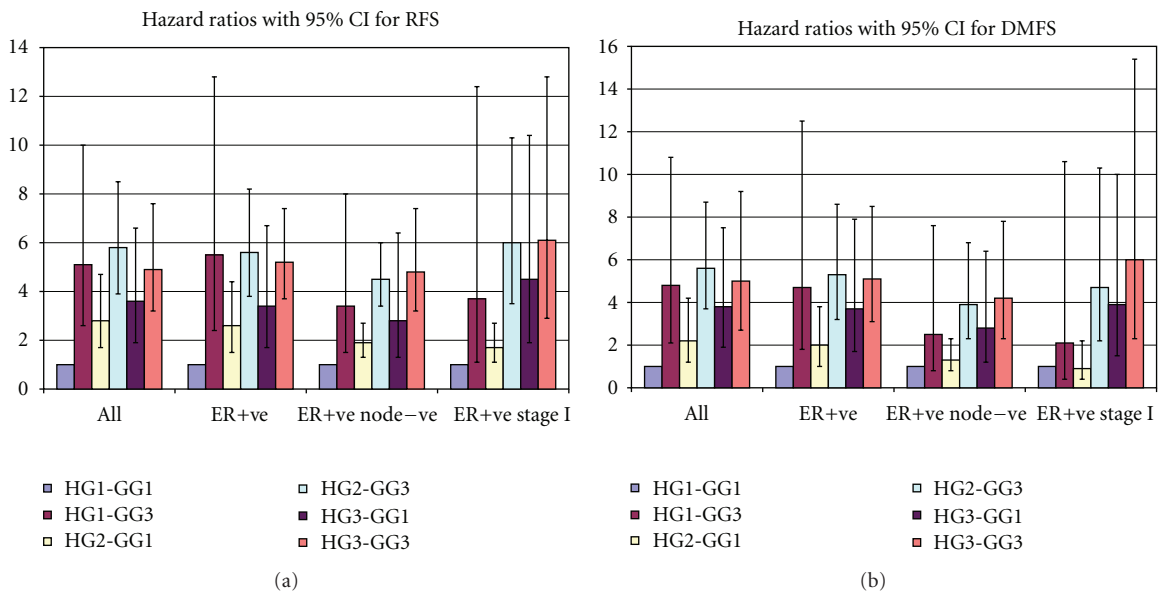 Hazard ratios with 95% CI for RFS
14
12
10
8
6
4
2
0
All ER+ve ER+ve node−ve ER+ve stage I
HG1-GG1
HG1-GG3
HG2-GG1
HG2-GG3
HG3-GG1
HG3-GG3
(a)
Hazard ratios with 95% CI for DMFS
16
14
12
10
8
6
4
2
0
All ER+ve ER+ve node−ve ER+ve stage I
HG1-GG1
HG1-GG3
HG2-GG1
HG2-GG3
HG3-GG1
HG3-GG3
(b)